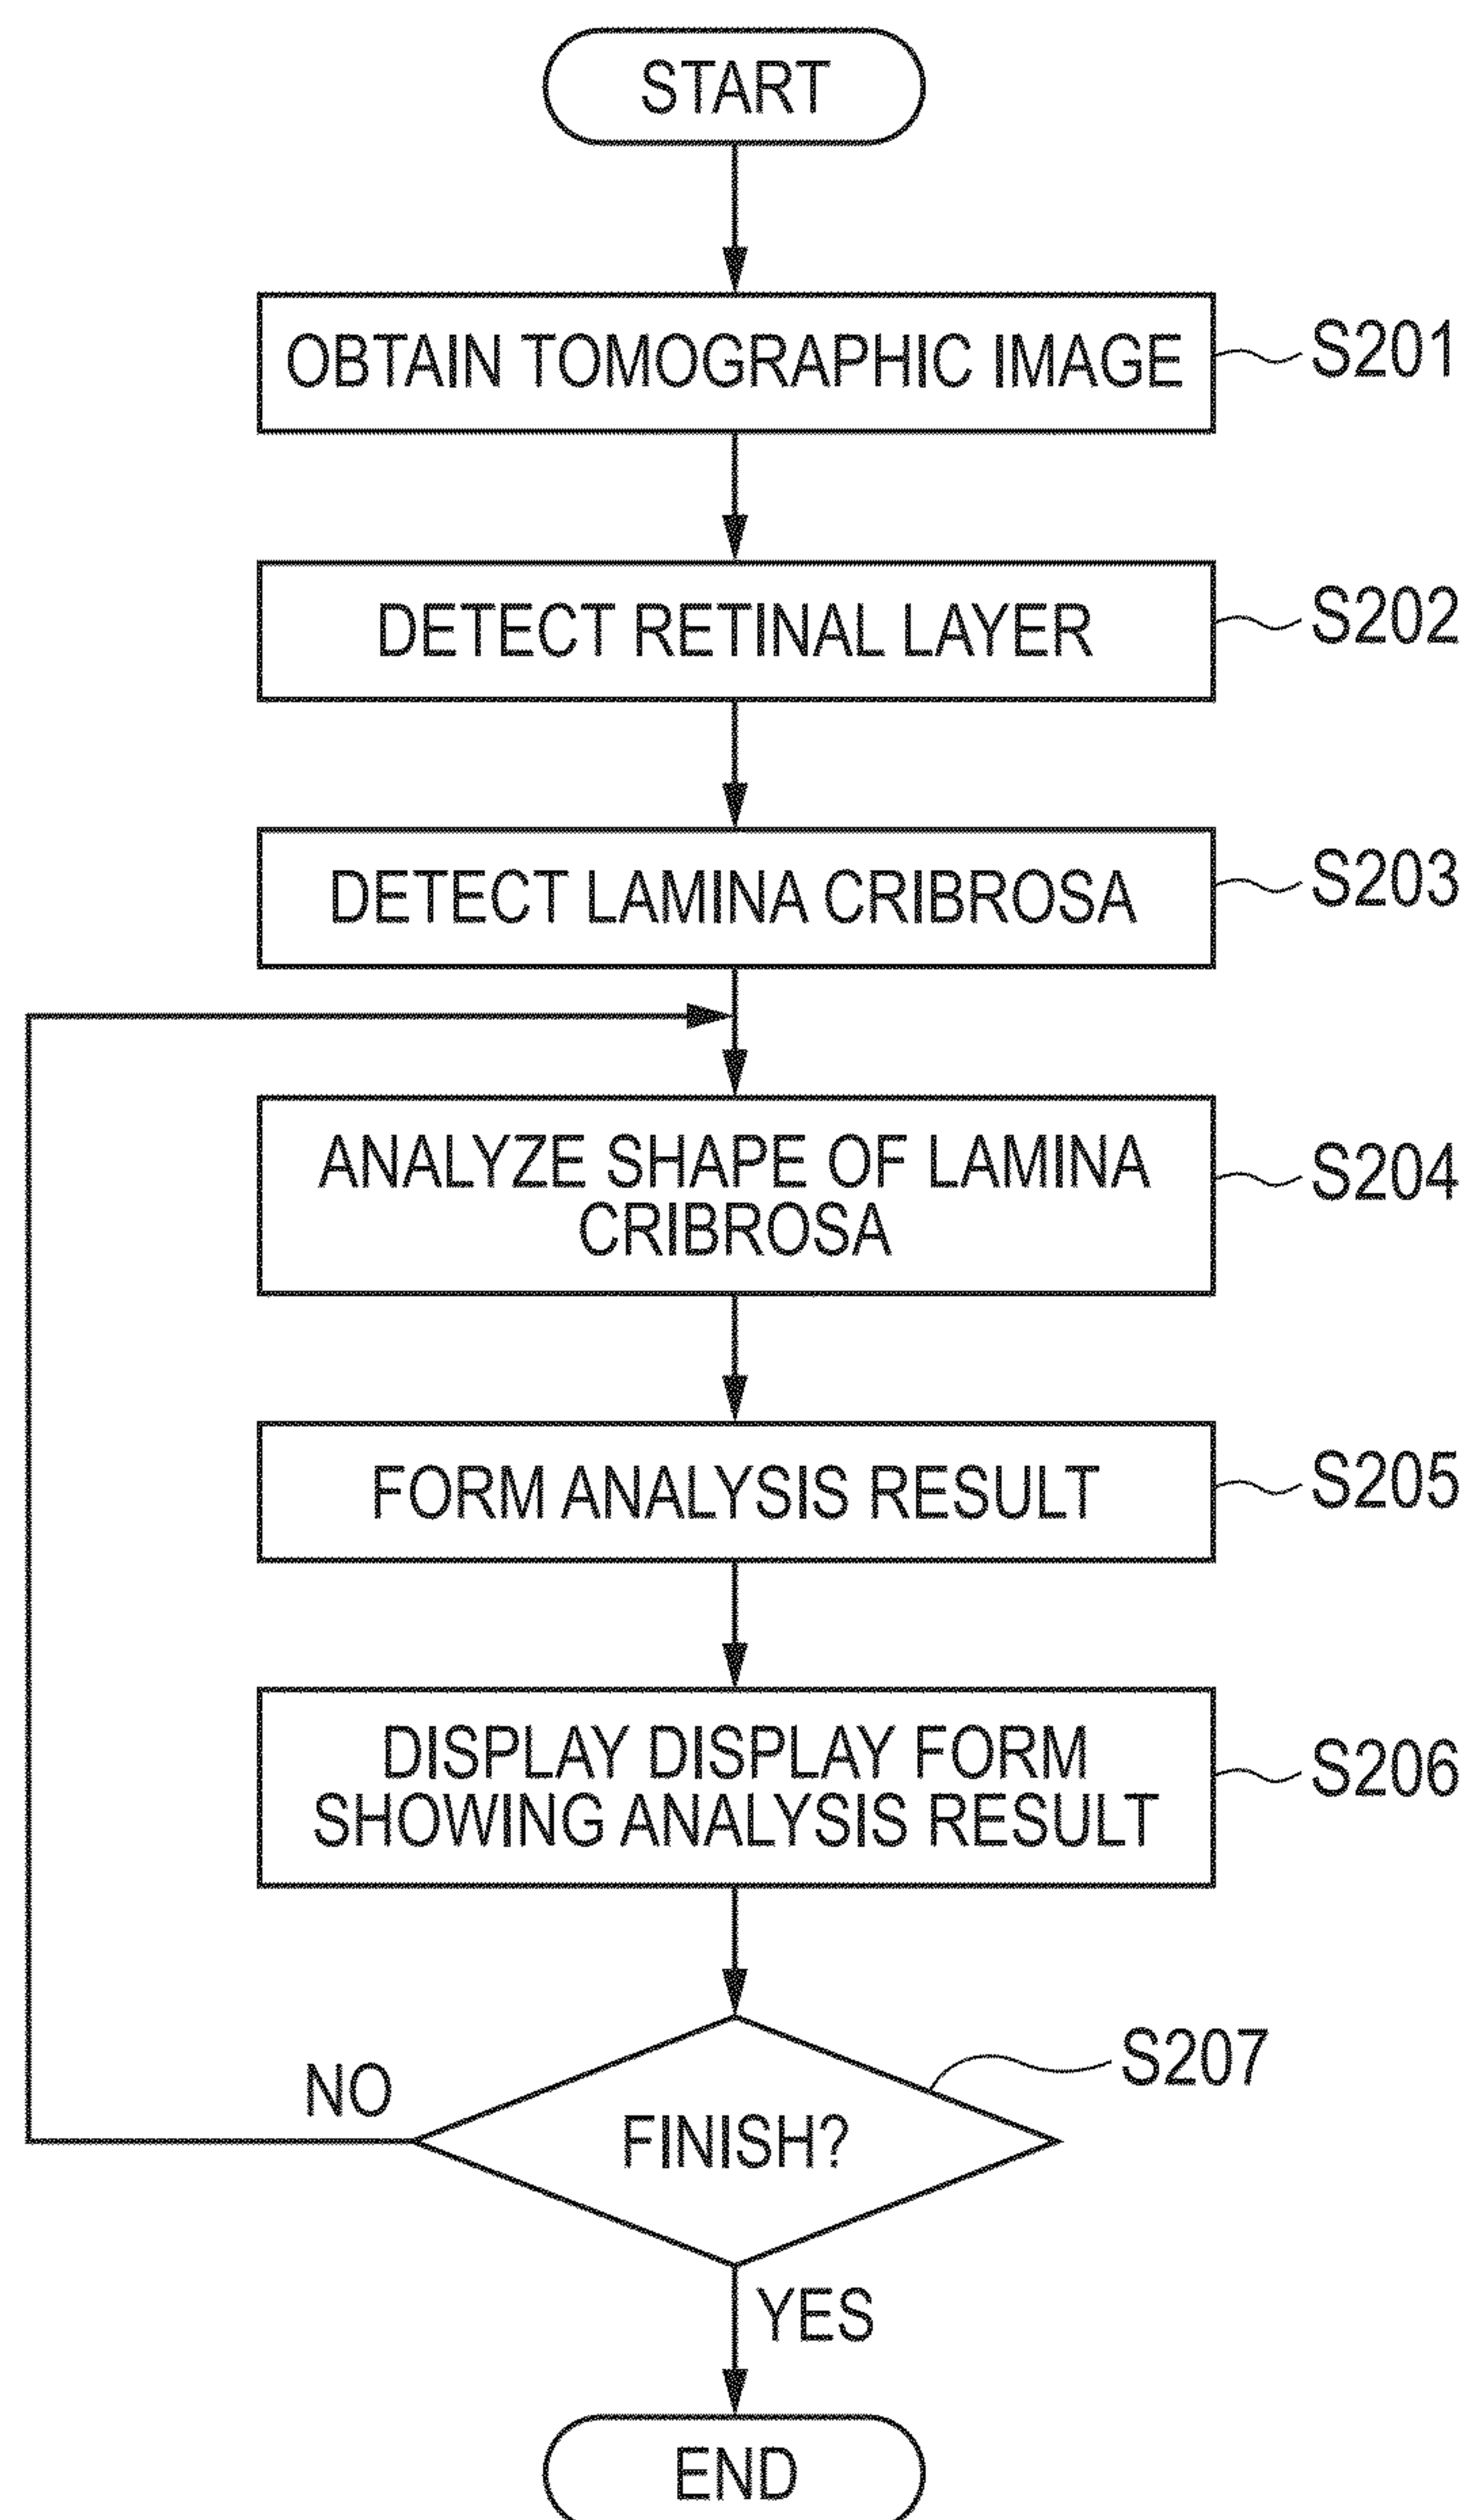 START
OBTAIN TOMOGRAPHIC IMAGE
S201
DETECT RETINAL LAYER
S202
DETECT LAMINA CRIBROSA
S203
ANALYZE SHAPE OF LAMINA
CRIBROSA
S204
FORM ANALYSIS RESULT
S205
DISPLAY DISPLAY FORM
SHOWING ANALYSIS RESULT
S206
S207
NO
FINISH?
YES
END